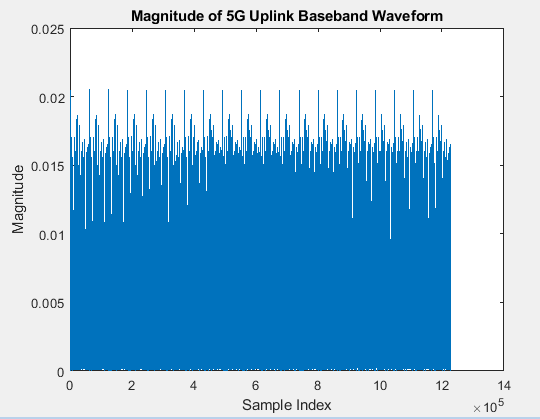 Magnitude of 5G Uplink Baseband Waveform
0.025
0.02
0.015
0.01
0.005
0
Magnitude
0 2 4 6 8 10 12 14
Sample Index
× 10^5